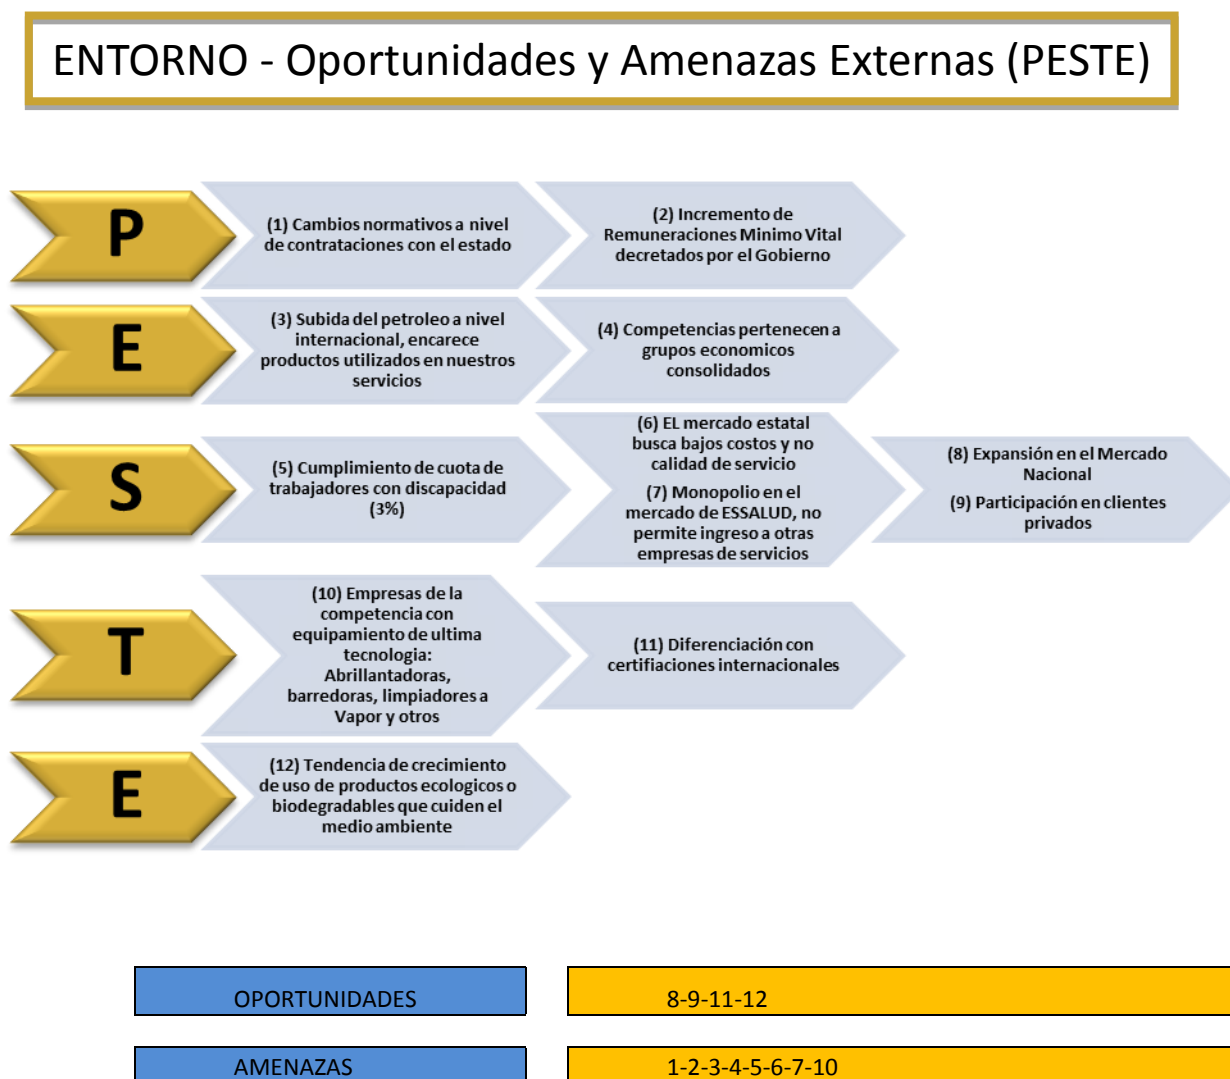 ENTORNO - Oportunidades y Amenazas Externas (PESTE)
P
(1) Cambios normativos a nivel
de contrataciones con el estado
(2) Incremento de
Remuneraciones Minimo Vital
decretados por el Gobierno
E
(3) Subida del petroleo a nivel
internacional, encarece
productos utilizados en nuestros
servicios
(4) Competencias pertenecen a
grupos economicos
consolidados
S
(5) Cumplimiento de cuota de
trabajadores con discapacidad
(3%)
(6) EL mercado estatal
busca bajos costos y no
calidad de servicio
(7) Monopolio en el
mercado de ESSALUD, no
permite ingreso a otras
empresas de servicios
(8) Expansión en el Mercado
Nacional
(9) Participación en clientes
privados
T
(10) Empresas de la
competencia con
equipamiento de ultima
tecnologia:
Abrillantadoras,
barredoras, limpiadores a
Vapor y otros
(11) Diferenciación con
certifiaciones internacionales
E
(12) Tendencia de crecimiento
de uso de productos ecologicos o
biodegradables que cuiden el
medio ambiente
OPORTUNIDADES
8-9-11-12
AMENAZAS
1-2-3-4-5-6-7-10